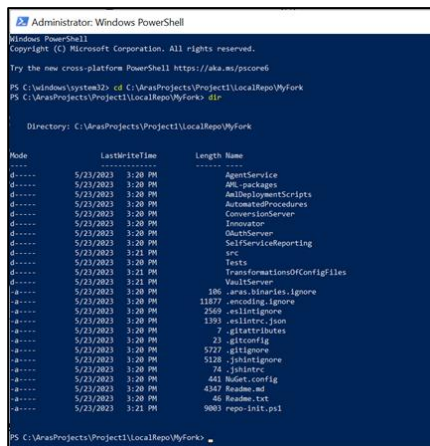 Administrator: Windows PowerShell
Windows PowerShell
Copyright (C) Microsoft Corporation. All rights reserved.
Try the new cross-platform PowerShell https://aka.ms/pscore6
PS C:\windows\system32> cd C:\ArasProjects\Project1\LocalRepo\MyFork
PS C:\ArasProjects\Project1\LocalRepo\MyFork> dir
Directory: C:\ArasProjects\Project1\LocalRepo\MyFork
Mode LastWriteTime Length Name
---- ------------- ------ ----
d----- 5/23/2023 3:20 PM AgentService
d----- 5/23/2023 3:20 PM AML-packages
d----- 5/23/2023 3:20 PM AmlDeploymentScripts
d----- 5/23/2023 3:20 PM AutomatedProcedures
d----- 5/23/2023 3:20 PM ConversionServer
d----- 5/23/2023 3:20 PM Innovator
d----- 5/23/2023 3:20 PM OAuthServer
d----- 5/23/2023 3:20 PM SelfServiceReporting
d----- 5/23/2023 3:21 PM src
d----- 5/23/2023 3:20 PM Tests
d----- 5/23/2023 3:21 PM TransformationsOfConfigFiles
d----- 5/23/2023 3:21 PM VaultServer
-a---- 5/23/2023 3:20 PM 106 .aras.binaries.ignore
-a---- 5/23/2023 3:20 PM 11877 .encoding.ignore
-a---- 5/23/2023 3:20 PM 2569 .eslintignore
-a---- 5/23/2023 3:20 PM 1393 .eslintrc.json
-a---- 5/23/2023 3:20 PM 7 .gitattributes
-a---- 5/23/2023 3:20 PM 23 .gitconfig
-a---- 5/23/2023 3:20 PM 5727 .gitignore
-a---- 5/23/2023 3:20 PM 5128 .jshintignore
-a---- 5/23/2023 3:20 PM 74 .jshintrc
-a---- 5/23/2023 3:20 PM 441 NuGet.config
-a---- 5/23/2023 3:20 PM 4347 Readme.md
-a---- 5/23/2023 3:20 PM 46 Readme.txt
-a---- 5/23/2023 3:21 PM 9003 repo-init.ps1
PS C:\ArasProjects\Project1\LocalRepo\MyFork> _